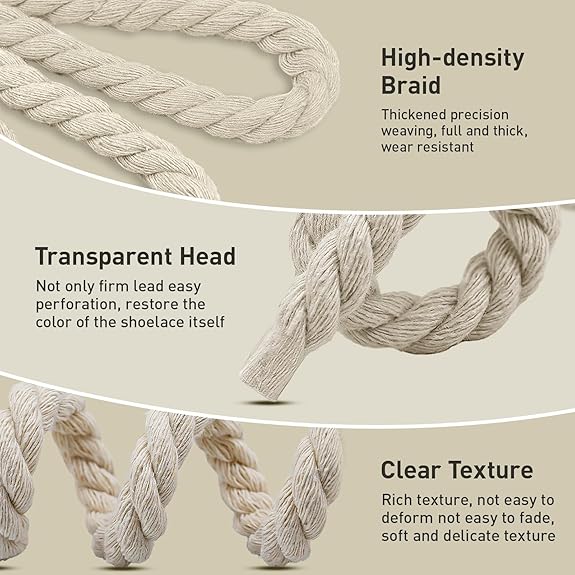 High-density
Braid
Thickened precision
weaving, full and thick,
wear resistant
Transparent Head
Not only firm lead easy
perforation, restore the
color of the shoelace itself
Clear Texture
Rich texture, not easy to
deform not easy to fade,
soft and delicate texture